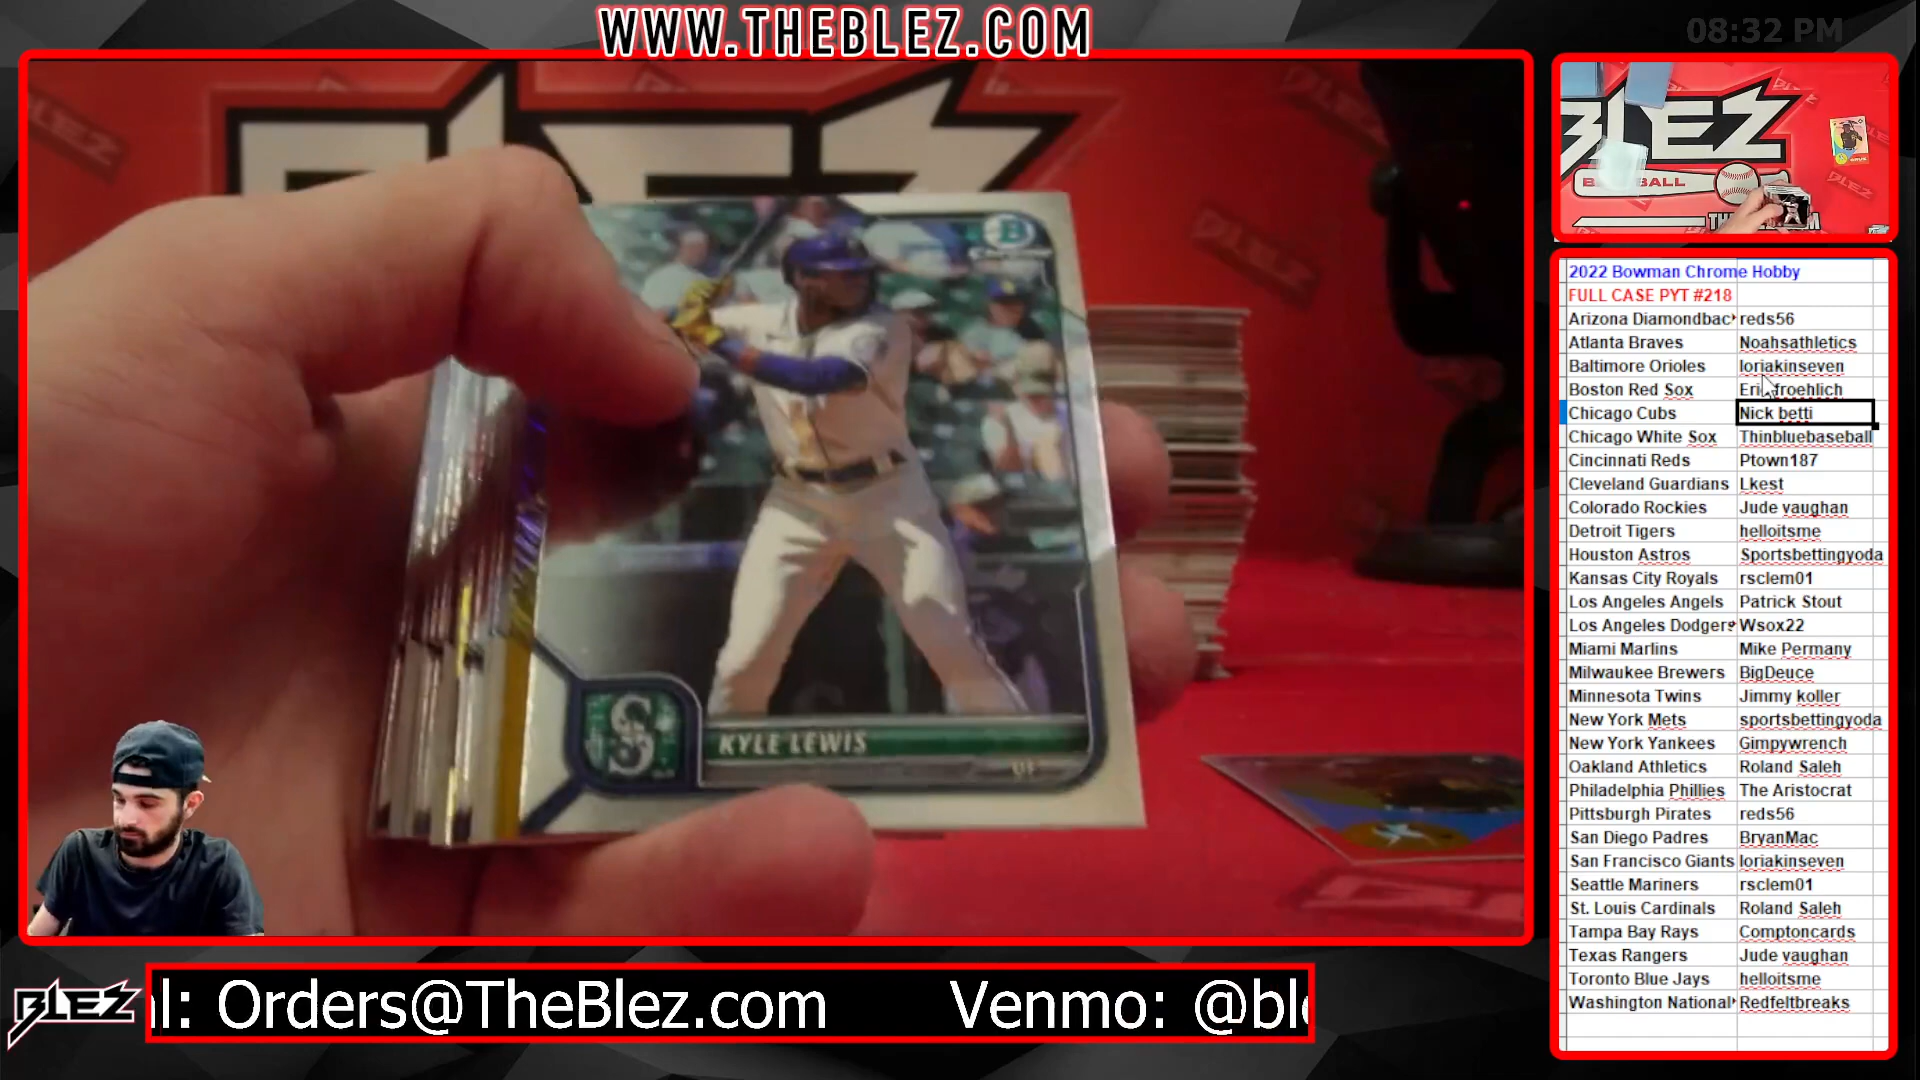 WWW.THEBLEZ.COM
08:32 PM
BLEZ
KYLE LEWIS
OF
BLEZ
THE
2022 Bowman Chrome Hobby
FULL CASE PYT #218
Arizona Diamondbac reds56
Atlanta Braves Noahsathletics
Baltimore Orioles loriakinseven
Boston Red Sox froehlich
Chicago Cubs Nick betti
Chicago White Sox Thinbluebaseball
Cincinnati Reds Ptown187
Cleveland Guardians Lkest
Colorado Rockies Jude vaughan
Detroit Tigers helloitsme
Houston Astros Sportsbettingyoda
Kansas City Royals rsclem01
Los Angeles Angels Patrick Stout
Los Angeles Dodgers Wsox22
Miami Marlins Mike Permany
Milwaukee Brewers BigDeuce
Minnesota Twins Jimmy koller
New York Mets sportsbettingyoda
New York Yankees Gimpywrench
Oakland Athletics Roland Saleh
Philadelphia Phillies The Aristocrat
Pittsburgh Pirates reds56
San Diego Padres BryanMac
San Francisco Giants loriakinseven
Seattle Mariners rsclem01
St. Louis Cardinals Roland Saleh
Tampa Bay Rays Comptoncards
Texas Rangers Jude vaughan
Toronto Blue Jays helloitsme
Washington National Redfeltbreaks
BLEZ
l: Orders@TheBlez.com Venmo: @ble